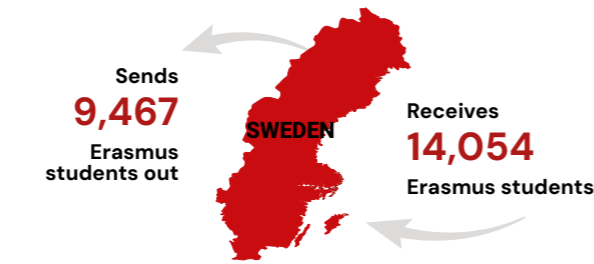 Sends
9,467
Erasmus
students out
SWEDEN
Receives
14,054
Erasmus students